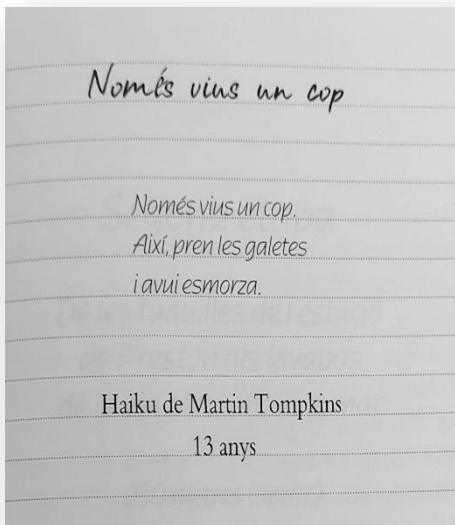 Només vius un cop
Només vius un cop.
Així, pren les galetes
i avui esmorza.
Haiku de Martin Tompkins
13 anys